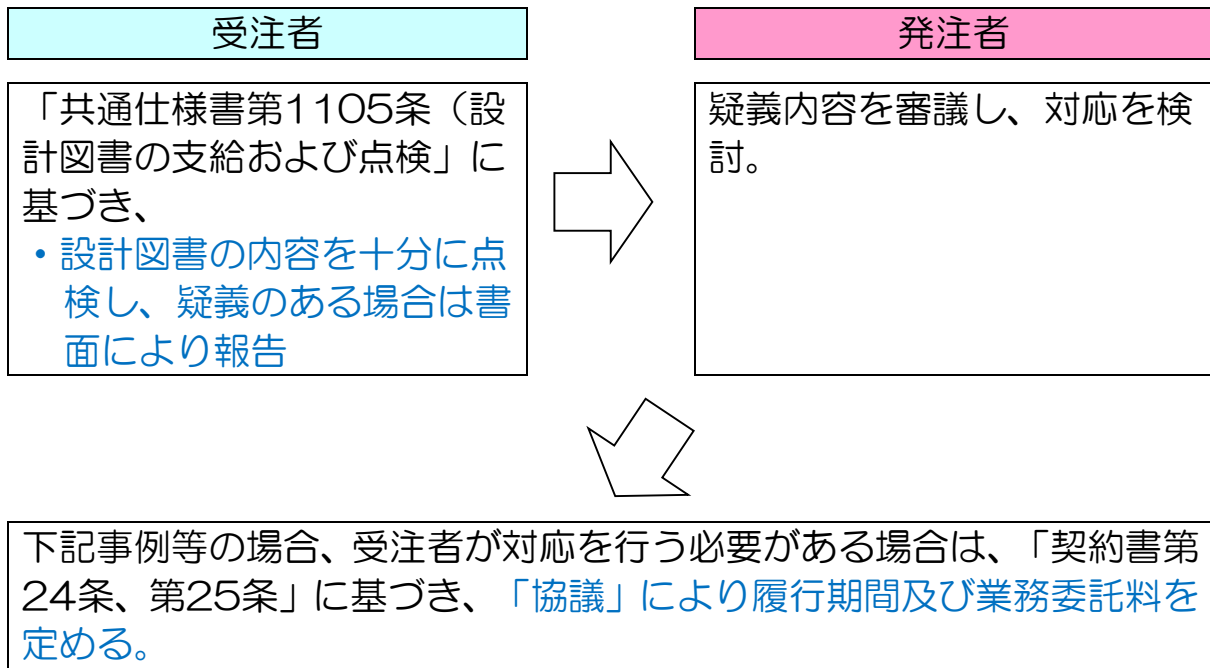 受注者
発注者
「共通仕様書第1105条（設
計図書の支給および点検」に
基づき、
・設計図書の内容を十分に点
検し、疑義のある場合は書
面により報告
疑義内容を審議し、対応を検
討。
下記事例等の場合、受注者が対応を行う必要がある場合は、「契約書第
24条、第25条」に基づき、「協議」により履行期間及び業務委託料を
定める。